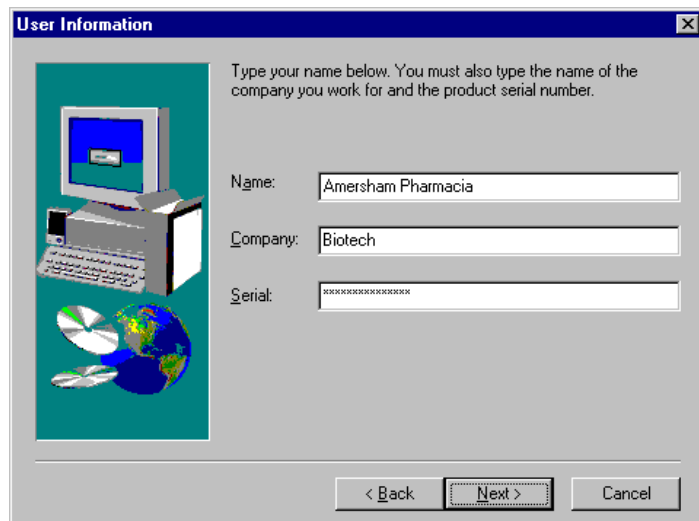 User Information
Type your name below. You must also type the name of the
company you work for and the product serial number.
Name: Amersham Pharmacia
Company: Biotech
Serial: xxxxxxxxxxxxxxx
< Back Next > Cancel